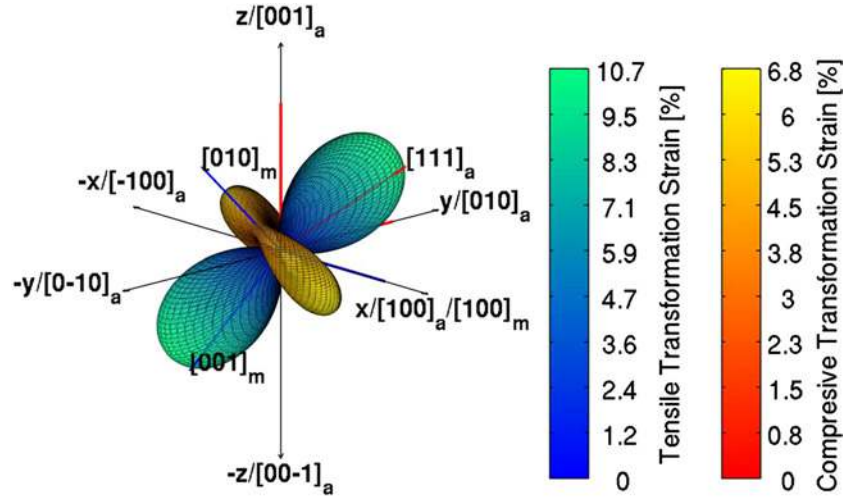 z/[001]a
[010]m
[111]a
-x/[-100]a
y/[010]a
-y/[0-10]a
x/[100]a/[100]m
[001]m
-z/[00-1]a
10.7
9.5
8.3
7.1
5.9
4.7
3.6
2.4
1.2
0
Tensile Transformation Strain [%]
6.8
6
5.3
4.5
3.8
3
2.3
1.5
0.8
0
Compresive Transformation Strain [%]